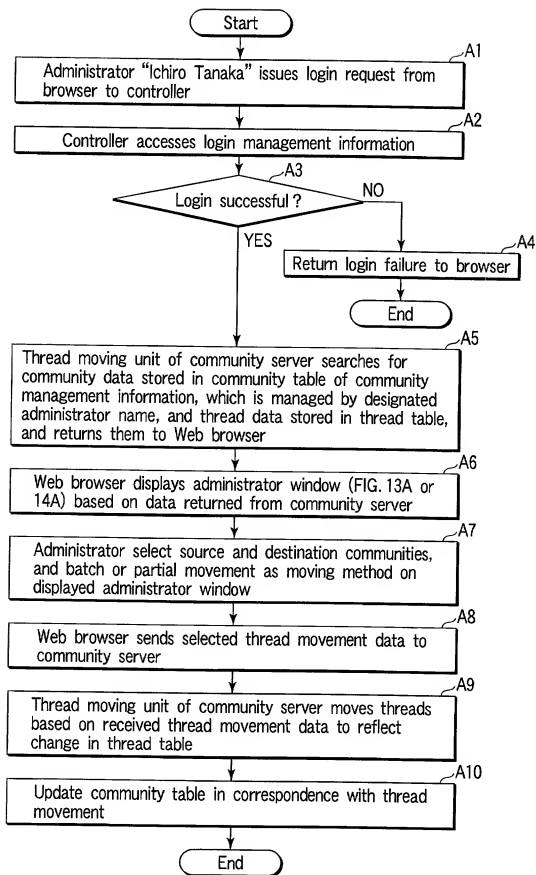 Start
A1
Administrator “Ichiro Tanaka” issues login request from
browser to controller
A2
Controller accesses login management information
A3
Login successful?
NO
YES
A4
Return login failure to browser
End
A5
Thread moving unit of community server searches for
community data stored in community table of community
management information, which is managed by designated
administrator name, and thread data stored in thread table,
and returns them to Web browser
A6
Web browser displays administrator window (FIG. 13A or
14A) based on data returned from community server
A7
Administrator select source and destination communities,
and batch or partial movement as moving method on
displayed administrator window
A8
Web browser sends selected thread movement data to
community server
A9
Thread moving unit of community server moves threads
based on received thread movement data to reflect
change in thread table
A10
Update community table in correspondence with thread
movement
End